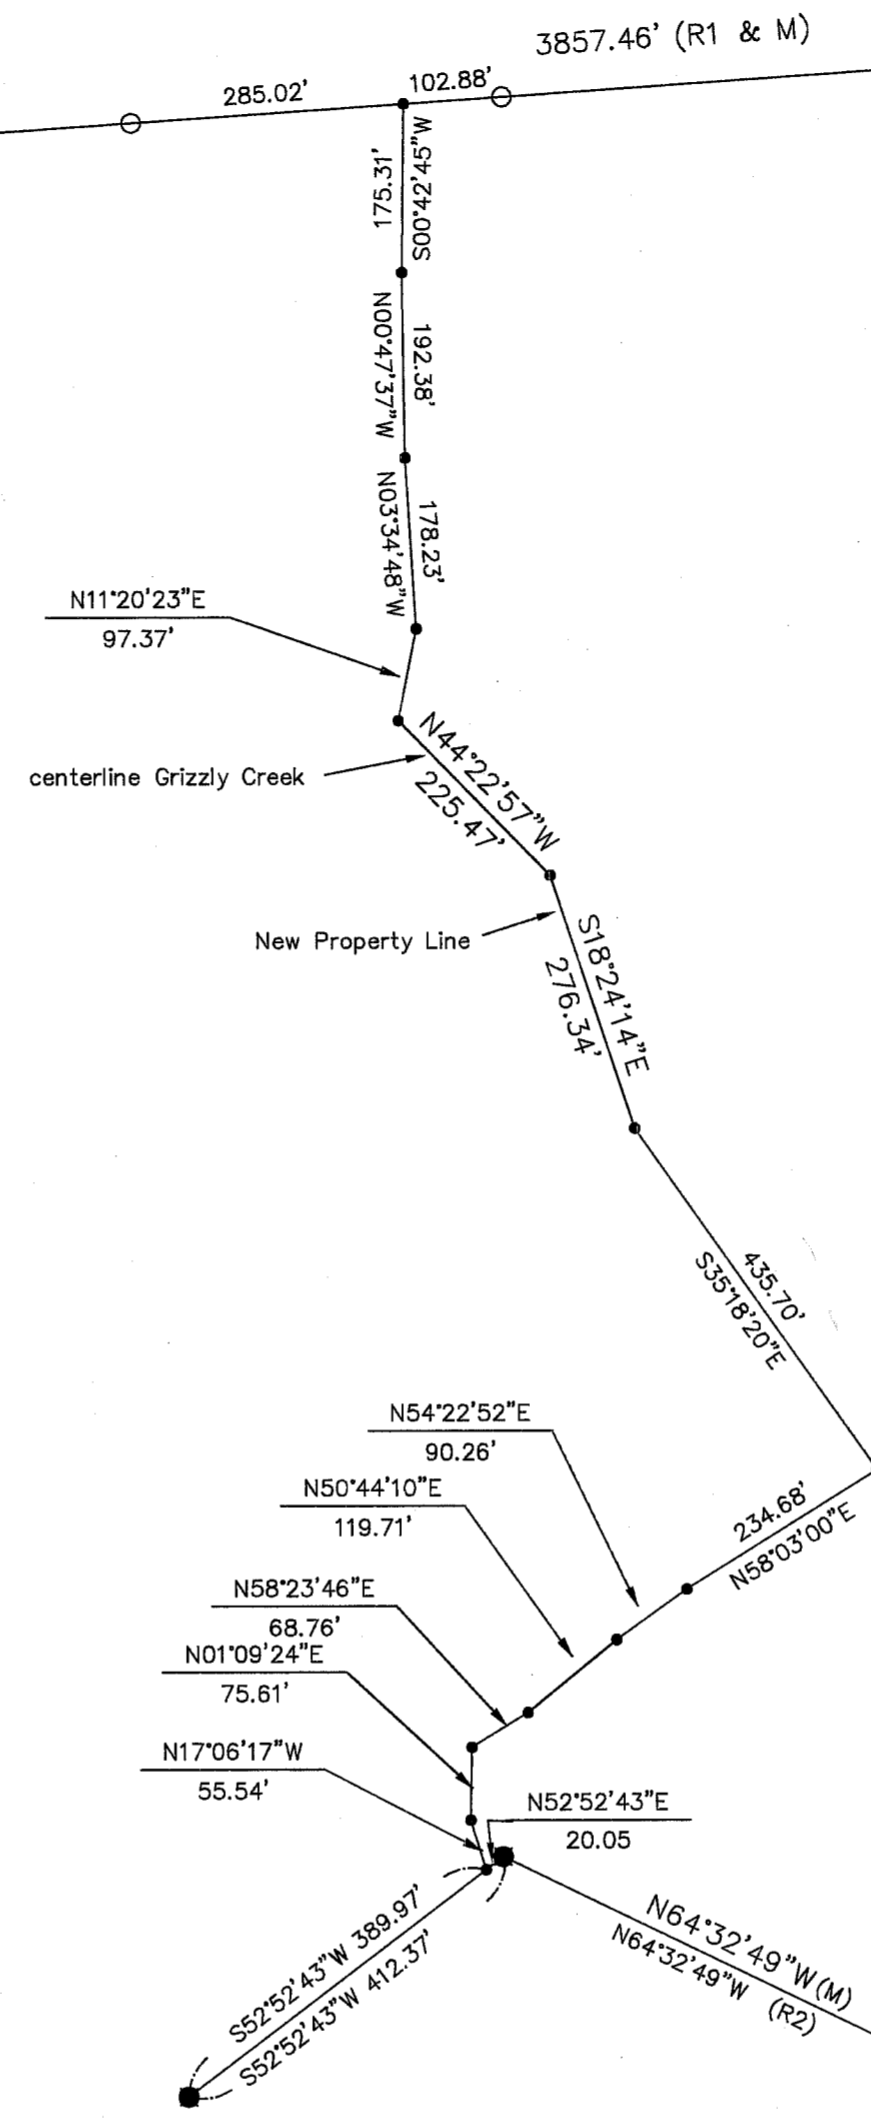 3857.46' (R1 & M)
285.02'
102.88'
S00°42'45"W
175.31'
192.38'
N00°47'37"W
178.23'
N03°34'48"W
N11°20'23"E
97.37'
N44°22'57"W
225.47'
centerline Grizzly Creek
New Property Line
S18°24'14"E
276.34'
435.70'
S35°18'20"E
N54°22'52"E
90.26'
N50°44'10"E
119.71'
234.68'
N58°03'00"E
N58°23'46"E
68.76'
N01°09'24"E
75.61'
N17°06'17"W
55.54'
N52°52'43"E
20.05
S52°52'43"W 389.97'
S52°52'43"W 412.37'
N64°32'49"W(M)
N64°32'49"W (R2)